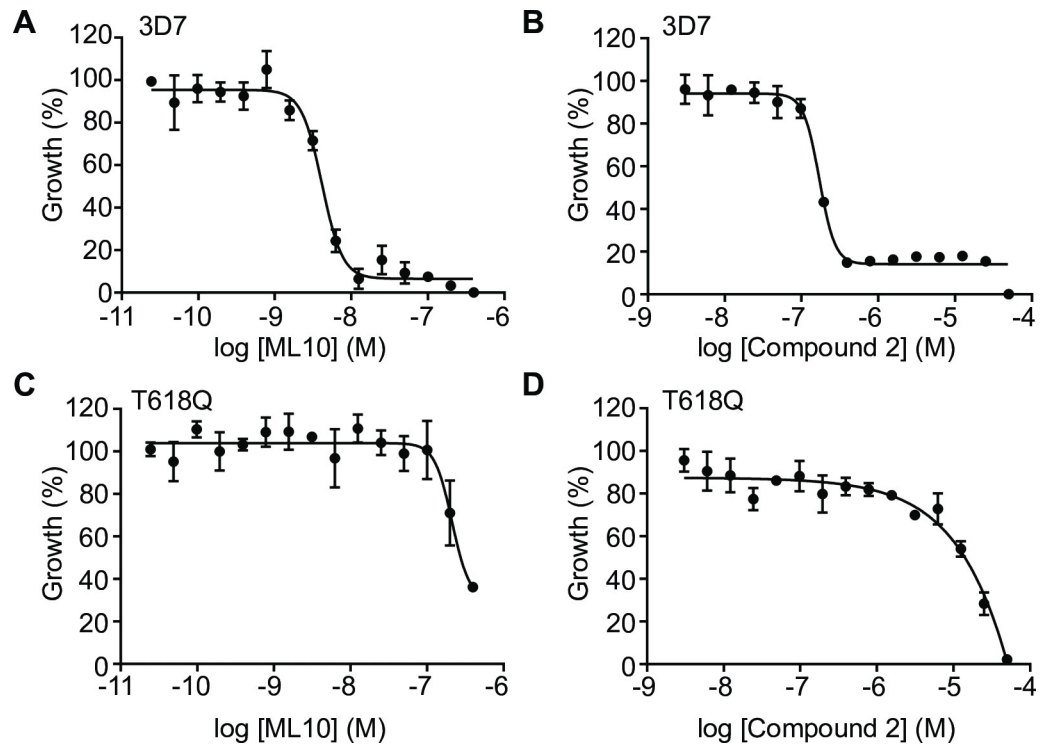 A
3D7
120
100
80
60
40
20
0
Growth (%)
-11 -10 -9 -8 -7 -6
log [ML10] (M)
B
3D7
120
100
80
60
40
20
0
Growth (%)
-9 -8 -7 -6 -5 -4
log [Compound 2] (M)
C
T618Q
120
100
80
60
40
20
0
Growth (%)
-11 -10 -9 -8 -7 -6
log [ML10] (M)
D
T618Q
120
100
80
60
40
20
0
Growth (%)
-9 -8 -7 -6 -5 -4
log [Compound 2] (M)